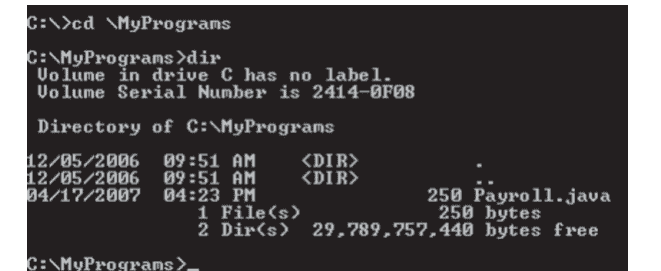 C:\>cd \MyPrograms
C:\MyPrograms>dir
 Volume in drive C has no label.
 Volume Serial Number is 2414-0F08
 Directory of C:\MyPrograms
12/05/2006  09:51 AM    <DIR>          .
12/05/2006  09:51 AM    <DIR>          ..
04/17/2007  04:23 PM               250 Payroll.java
               1 File(s)            250 bytes
               2 Dir(s)  29,789,757,440 bytes free
C:\MyPrograms>_